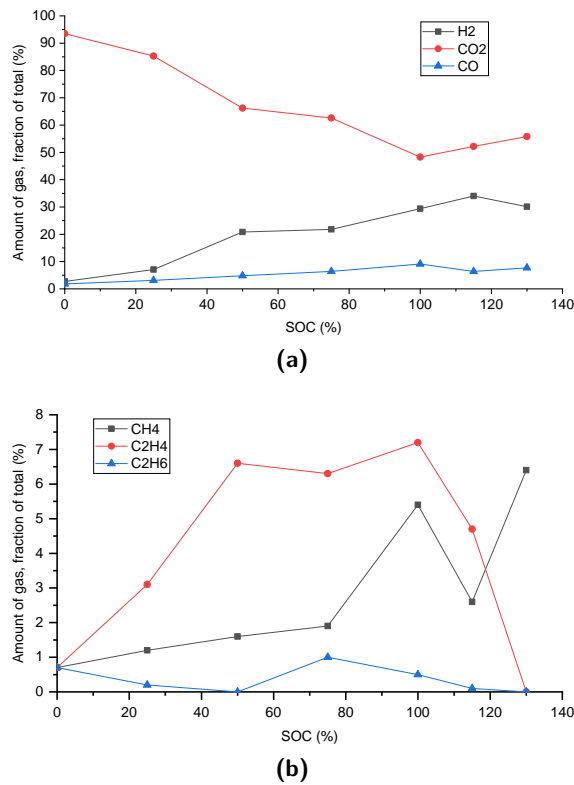 Amount of gas, fraction of total (%)
100
90
80
70
60
50
40
30
20
10
0
H2
CO2
CO
0 20 40 60 80 100 120 140
SOC (%)
(a)
Amount of gas, fraction of total (%)
8
7
6
5
4
3
2
1
0
CH4
C2H4
C2H6
0 20 40 60 80 100 120 140
SOC (%)
(b)